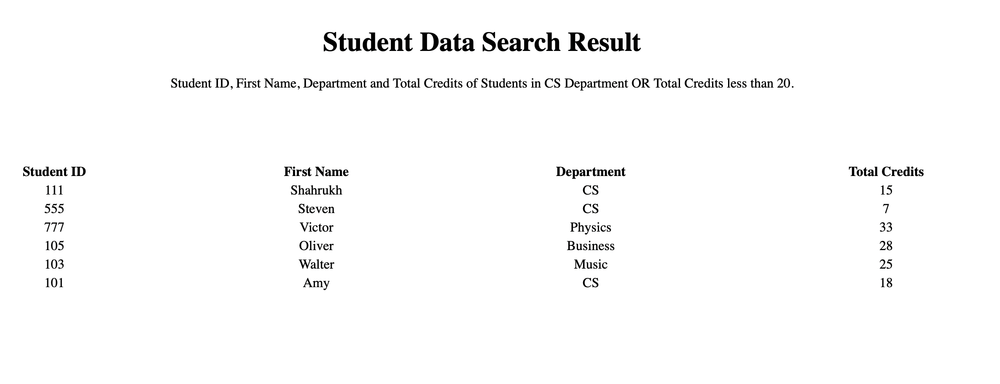 Student Data Search Result
Student ID, First Name, Department and Total Credits of Students in CS Department OR Total Credits less than 20.
Student ID First Name Department Total Credits
111 Shahrukh CS 15
555 Steven CS 7
777 Victor Physics 33
105 Oliver Business 28
103 Walter Music 25
101 Amy CS 18